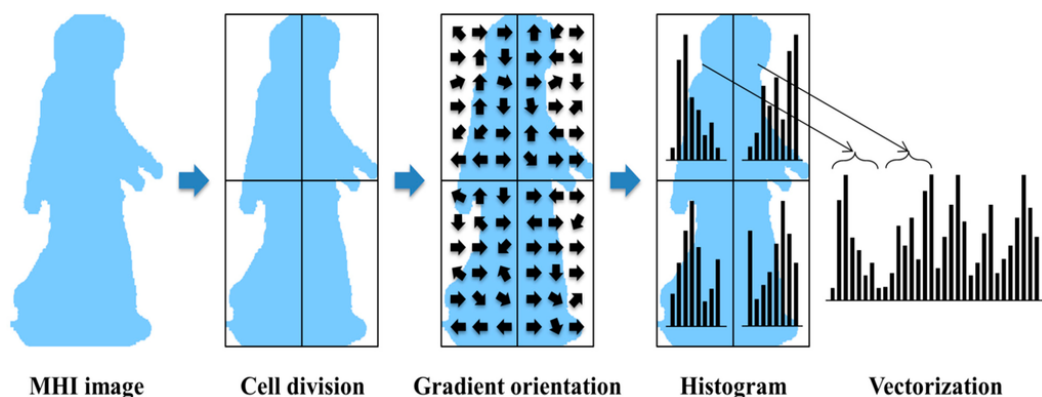 MHI image
Cell division
Gradient orientation
Histogram
Vectorization